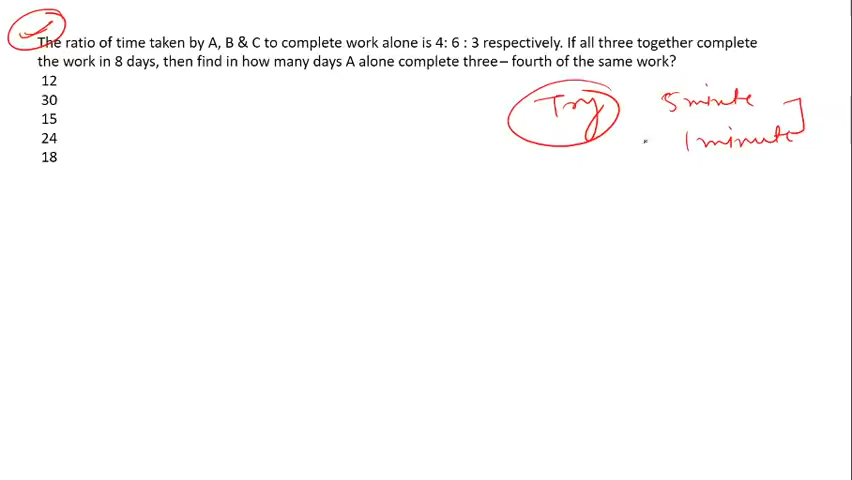 The ratio of time taken by A, B & C to complete work alone is 4: 6 : 3 respectively. If all three together complete
the work in 8 days, then find in how many days A alone complete three– fourth of the same work?
12
30
15
24
18
Try
5 minute
1 minute